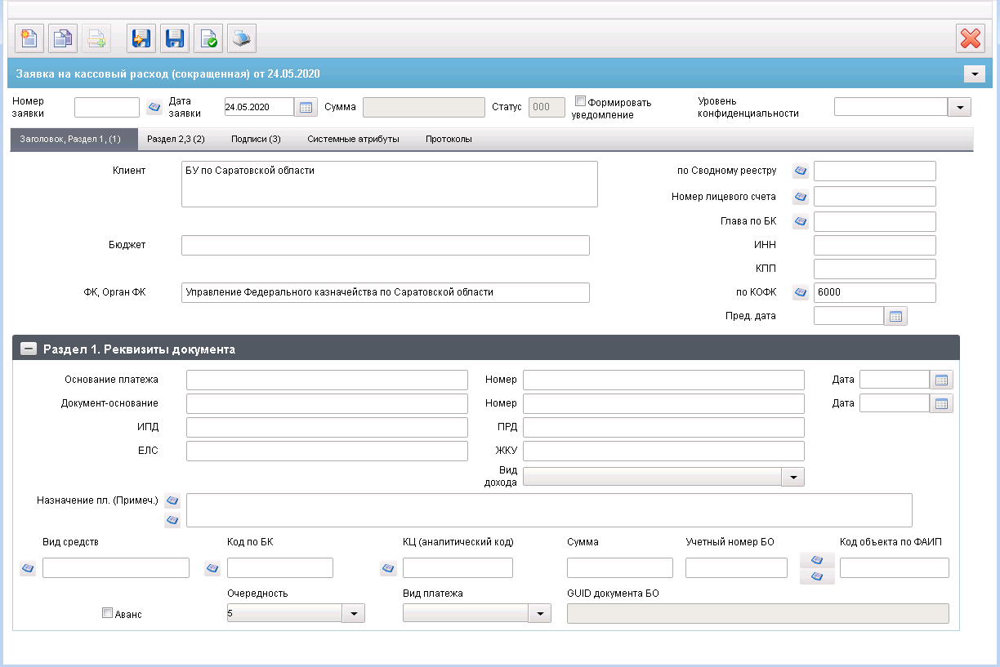 Заявка на кассовый расход (сокращенная) от 24.05.2020
Номер заявки
Дата заявки
24.05.2020
Сумма
Статус
000
Формировать уведомление
Уровень конфиденциальности
Заголовок, Раздел 1, (1)
Раздел 2,3 (2)
Подписи (3)
Системные атрибуты
Протоколы
Клиент
БУ по Саратовской области
по Сводному реестру
Номер лицевого счета
Глава по БК
Бюджет
ИНН
КПП
ФК, Орган ФК
Управление Федерального казначейства по Саратовской области
по КОФК
6000
Пред. дата
Раздел 1. Реквизиты документа
Основание платежа
Номер
Дата
Документ-основание
Номер
Дата
ИПД
ПРД
ЕЛС
ЖКУ
Вид дохода
Назначение пл. (Примеч.)
Вид средств
Код по БК
КЦ (аналитический код)
Сумма
Учетный номер БО
Код объекта по ФАИП
Очередность
Вид платежа
GUID документа БО
Аванс
5